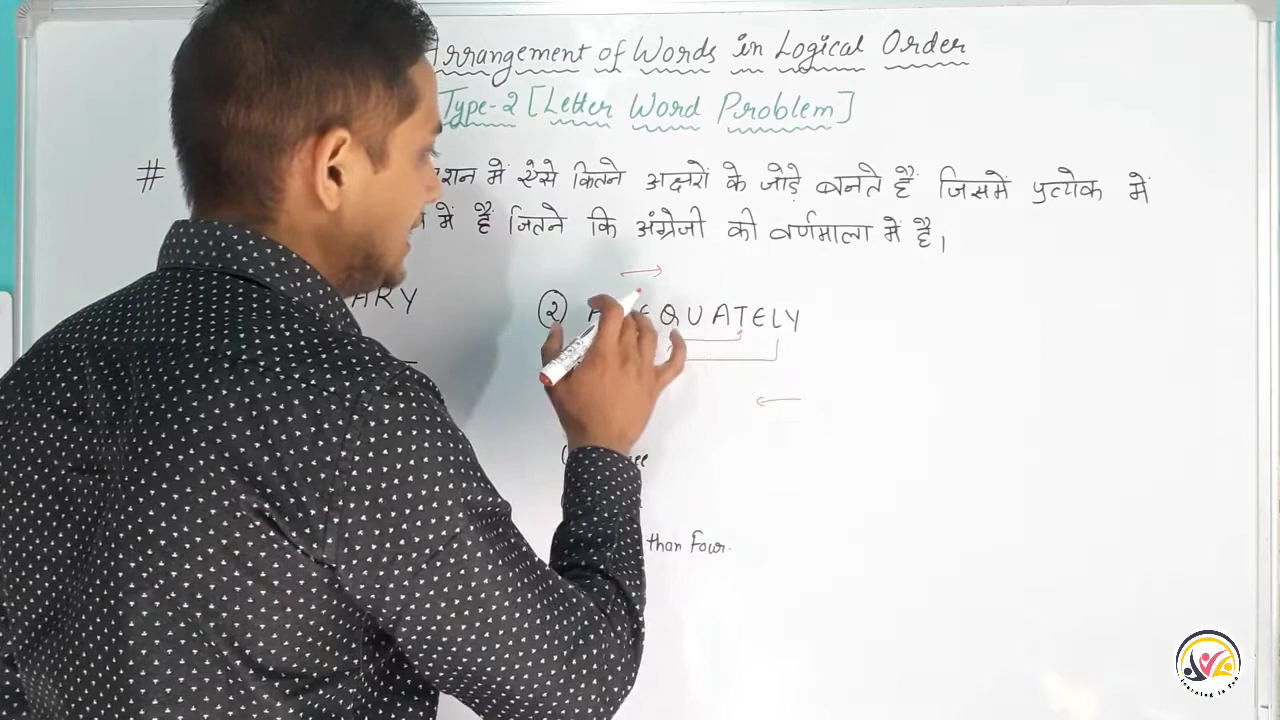 Arrangement of Words in Logical Order
Type-2 [Letter Word Problem]
# में ऐसे कितने अक्षरों के जोड़े बनते हैं जिसमें प्रत्येक में
में हैं जितने कि अंग्रेजी की वर्णमाला में है।
ARY
② EQUATELY
than Four.